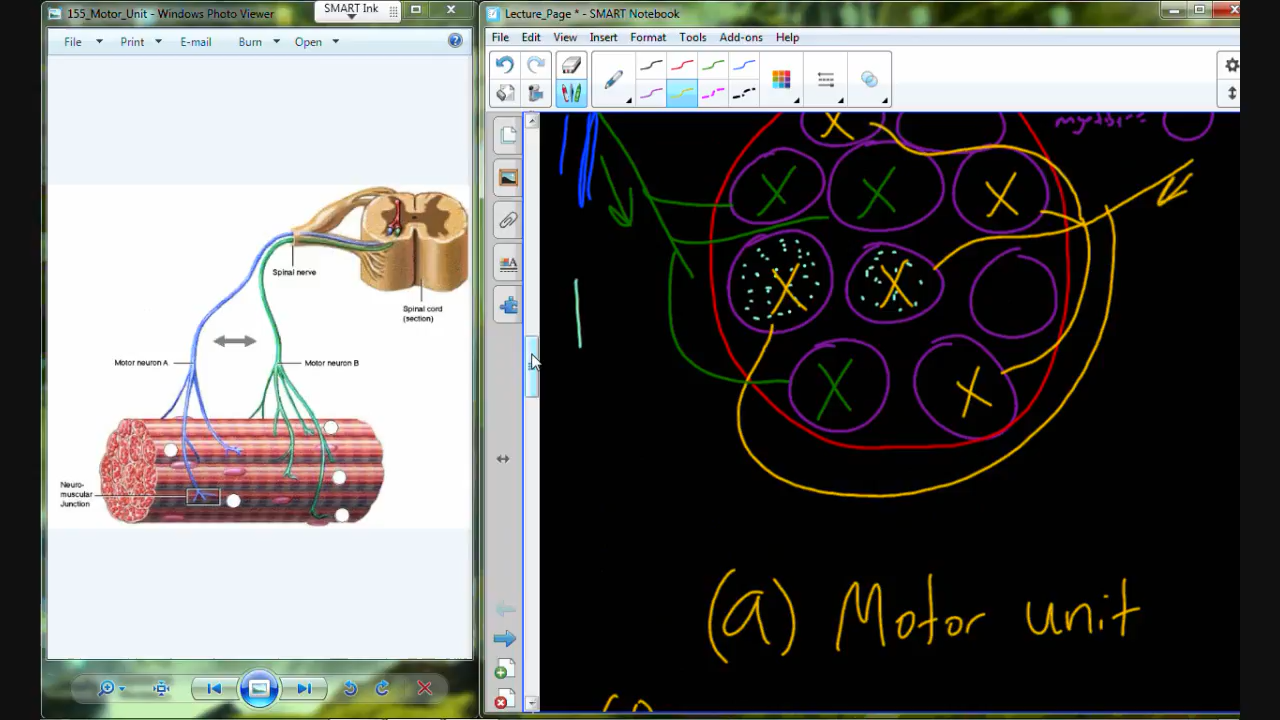 155_Motor_Unit - Windows Photo Viewer
SMART Ink
File Print E-mail Burn Open
Spinal nerve
Spinal cord
(section)
Motor neuron A
Motor neuron B
Neuro-
muscular
Junction
Lecture_Page * - SMART Notebook
File Edit View Insert Format Tools Add-ons Help
X
X X X
X X
X X
(a) Motor unit